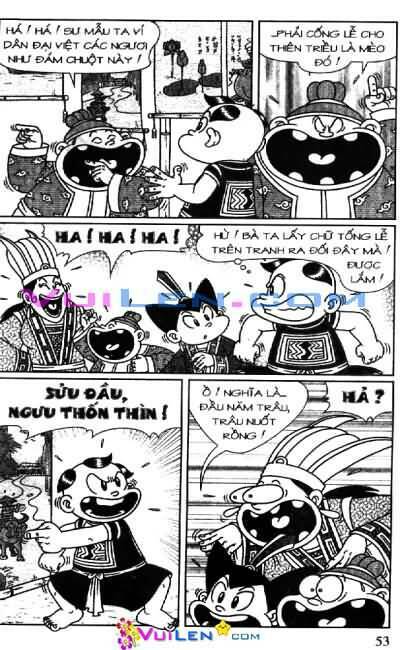 HÁ! HÁ! SƯ MẪU TA VÍ
DÂN ĐẠI VIỆT CÁC NGƯƠI
NHƯ ĐÁM CHUỘT NÀY!
...PHẢI CỐNG LỄ CHO
THIÊN TRIỀU LÀ MÈO
ĐÓ!
HA! HA! HA!
HỪ! BÀ TA LẤY CHỮ TỐNG LỄ
TRÊN TRANH RA ĐỐI ĐÂY MÀ!
ĐƯỢC
LẮM!
VUILEN.COM
SỬU ĐẦU,
NGƯU THÔN THÌN!
Ồ! NGHĨA LÀ...
ĐẦU NĂM TRÂU,
TRÂU NUỐT
RỒNG!
HẢ?
53
VUILEN.COM